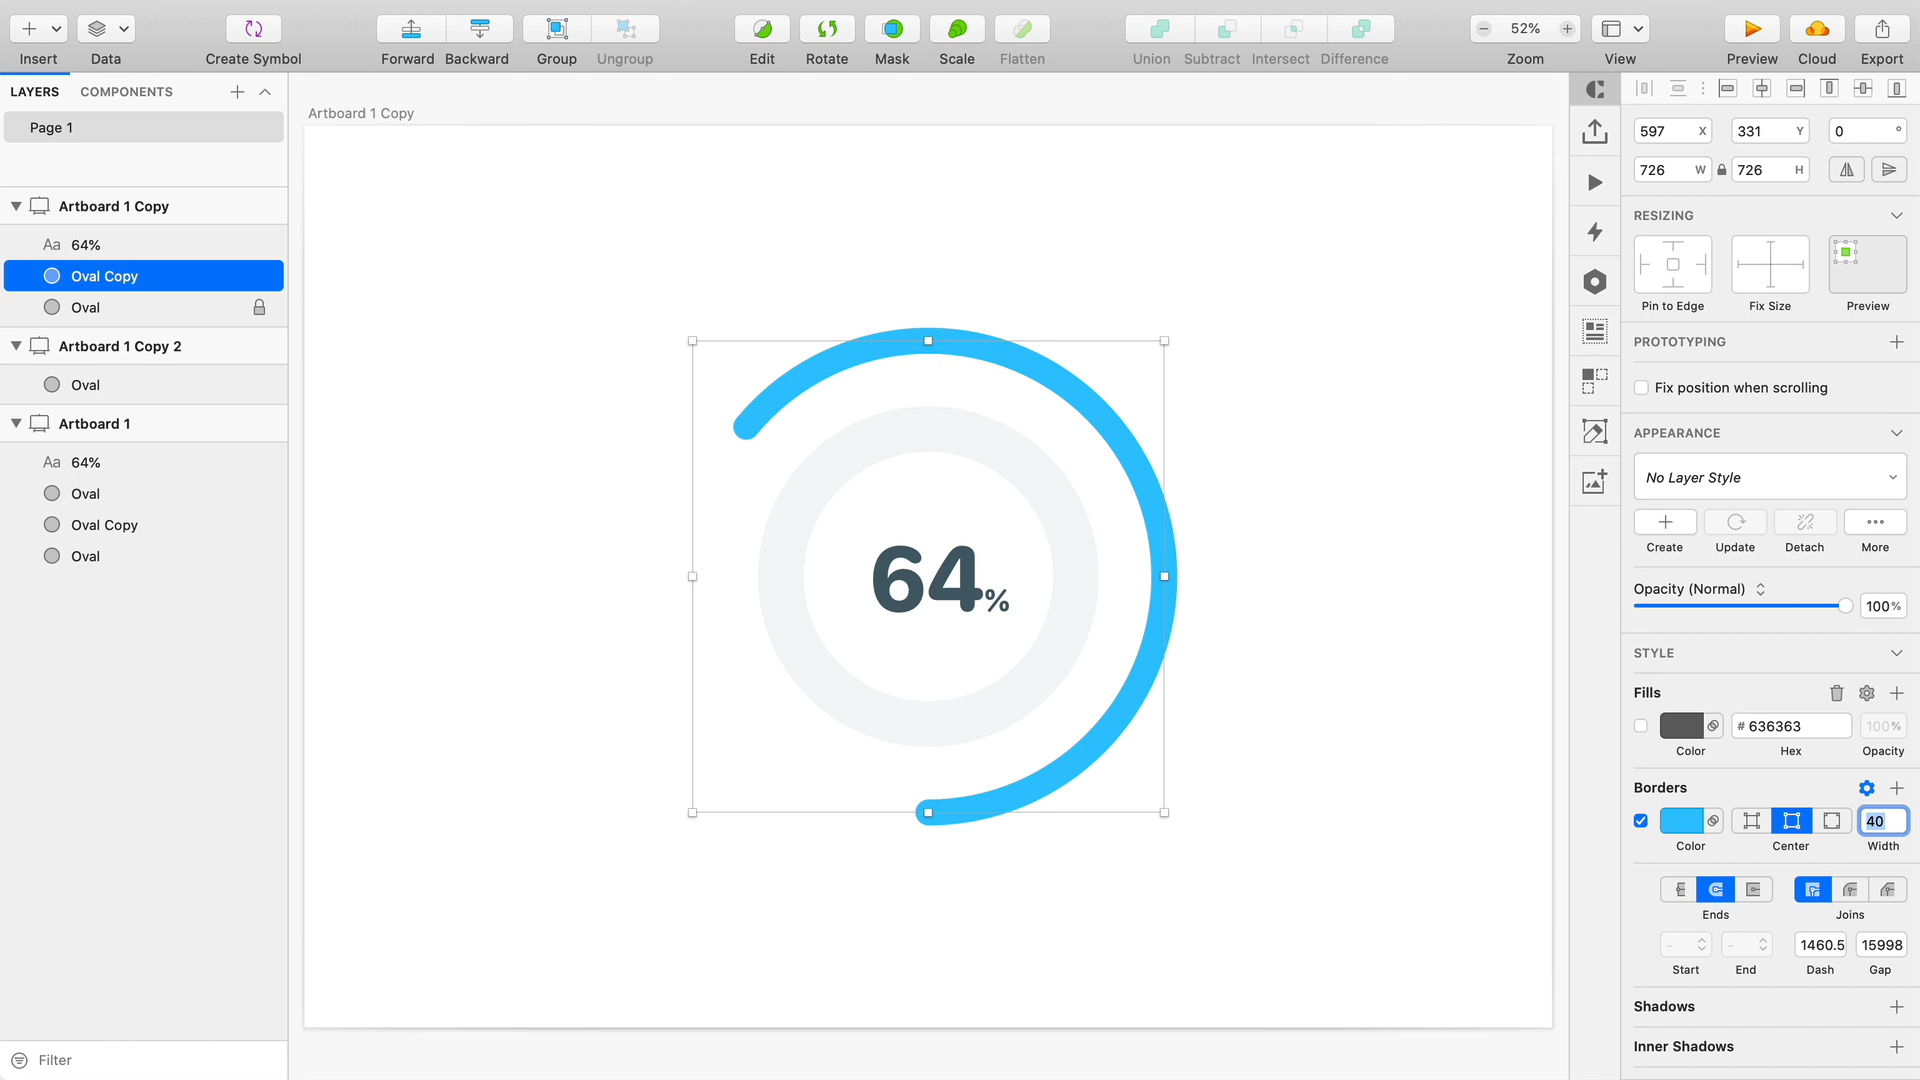 Insert Data Create Symbol Forward Backward Group Ungroup Edit Rotate Mask Scale Flatten Union Subtract Intersect Difference 52% Zoom View Preview Cloud Export
LAYERS COMPONENTS
Page 1
Artboard 1 Copy
Aa 64%
Oval Copy
Oval
Artboard 1 Copy 2
Oval
Artboard 1
Aa 64%
Oval
Oval Copy
Oval
Filter
Artboard 1 Copy
64%
597 X 331 Y 0 °
726 W 726 H
RESIZING
Pin to Edge Fix Size Preview
PROTOTYPING
Fix position when scrolling
APPEARANCE
No Layer Style
Create Update Detach More
Opacity (Normal)
100%
STYLE
Fills
# 636363 100%
Color Hex Opacity
Borders
40
Color Center Width
Ends Joins
- - 1460.5 15998
Start End Dash Gap
Shadows
Inner Shadows